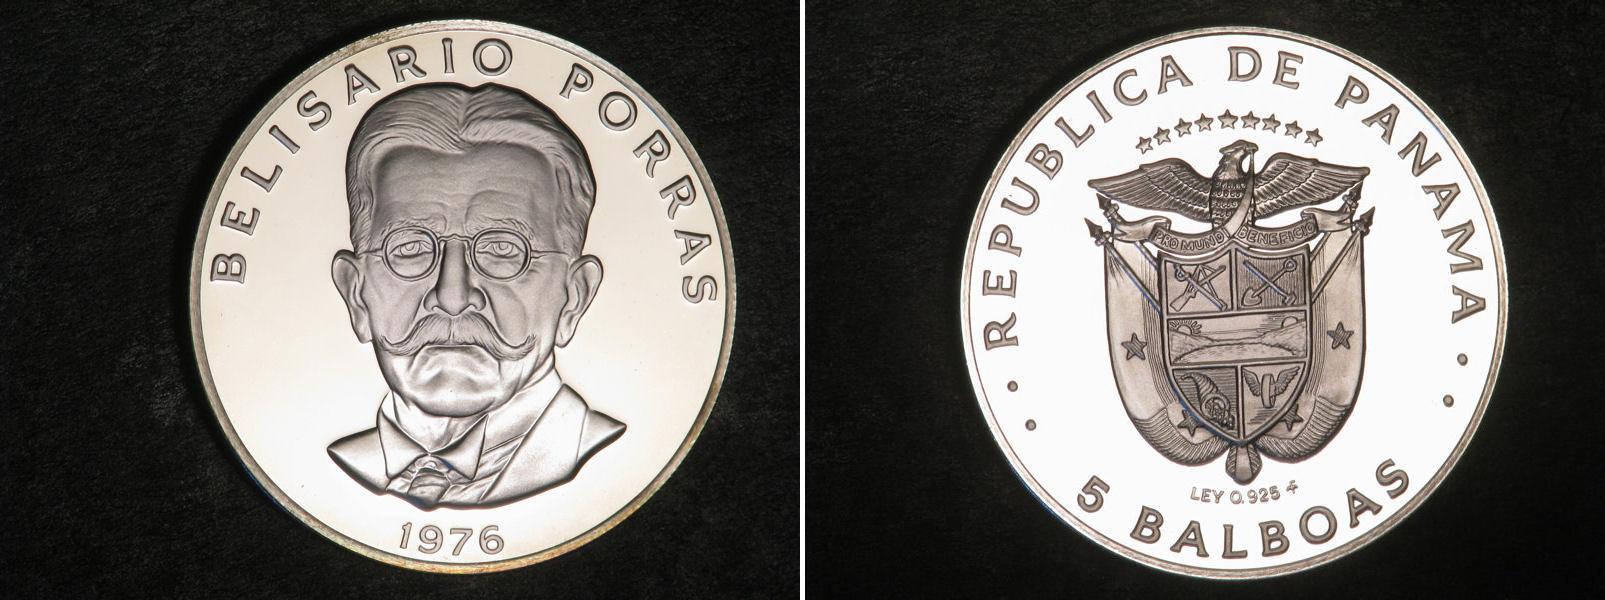 BELISARIO PORRAS
1976
REPUBLICA DE PANAMA
PRO MUNDI BENEFICIO
LEY 0.925
5 BALBOAS